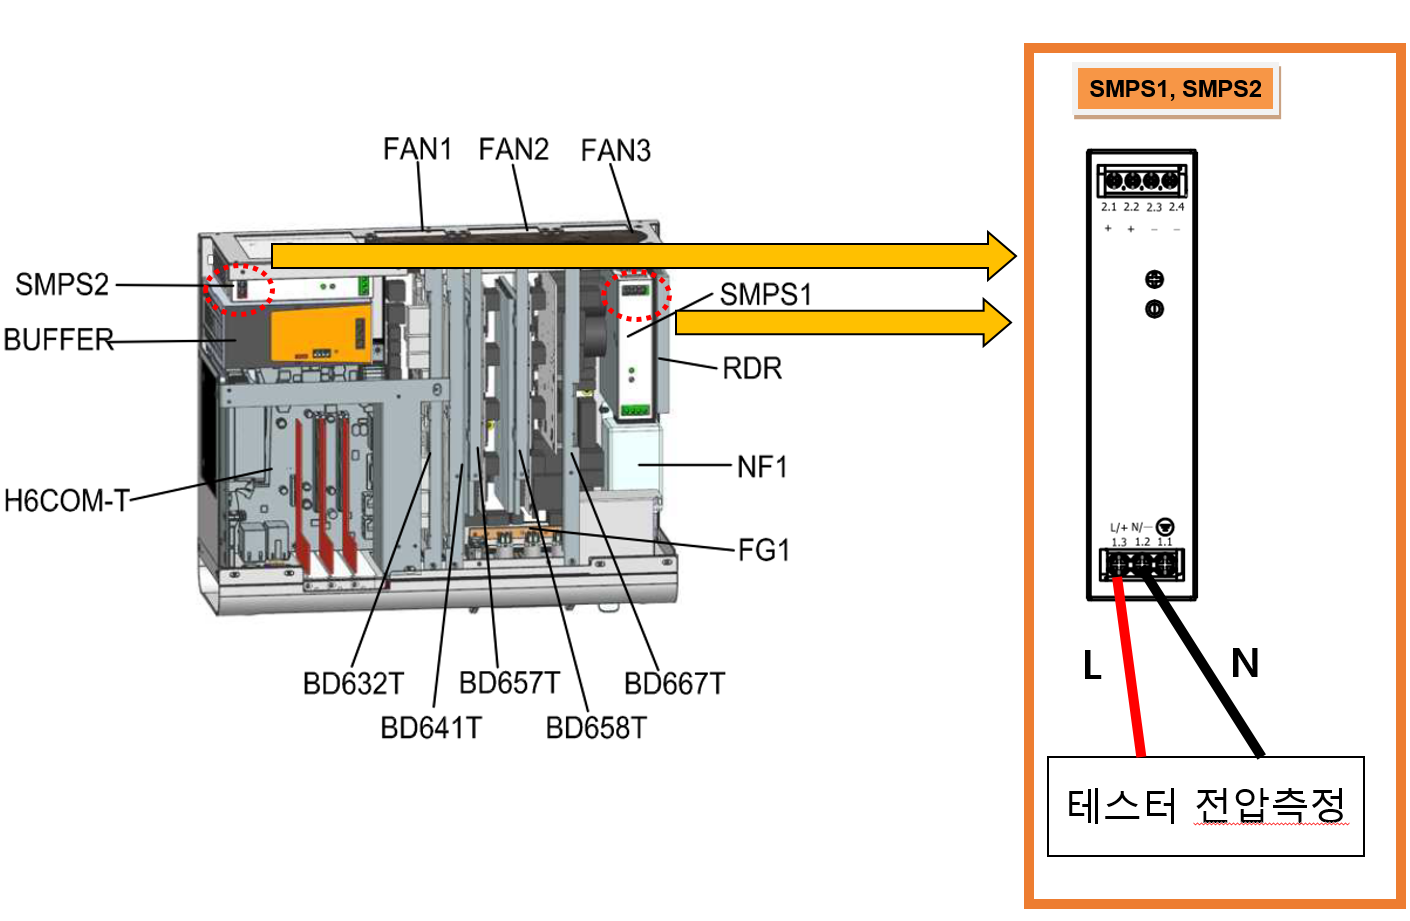 SMPS1, SMPS2
FAN1 FAN2 FAN3
SMPS2
BUFFER
H6COM-T
SMPS1
RDR
NF1
FG1
BD632T
BD641T
BD657T
BD658T
BD667T
2.1 2.2 2.3 2.4
+ + − −
L/+ N/−
1.3 1.2 1.1
L
N
테스터 전압측정